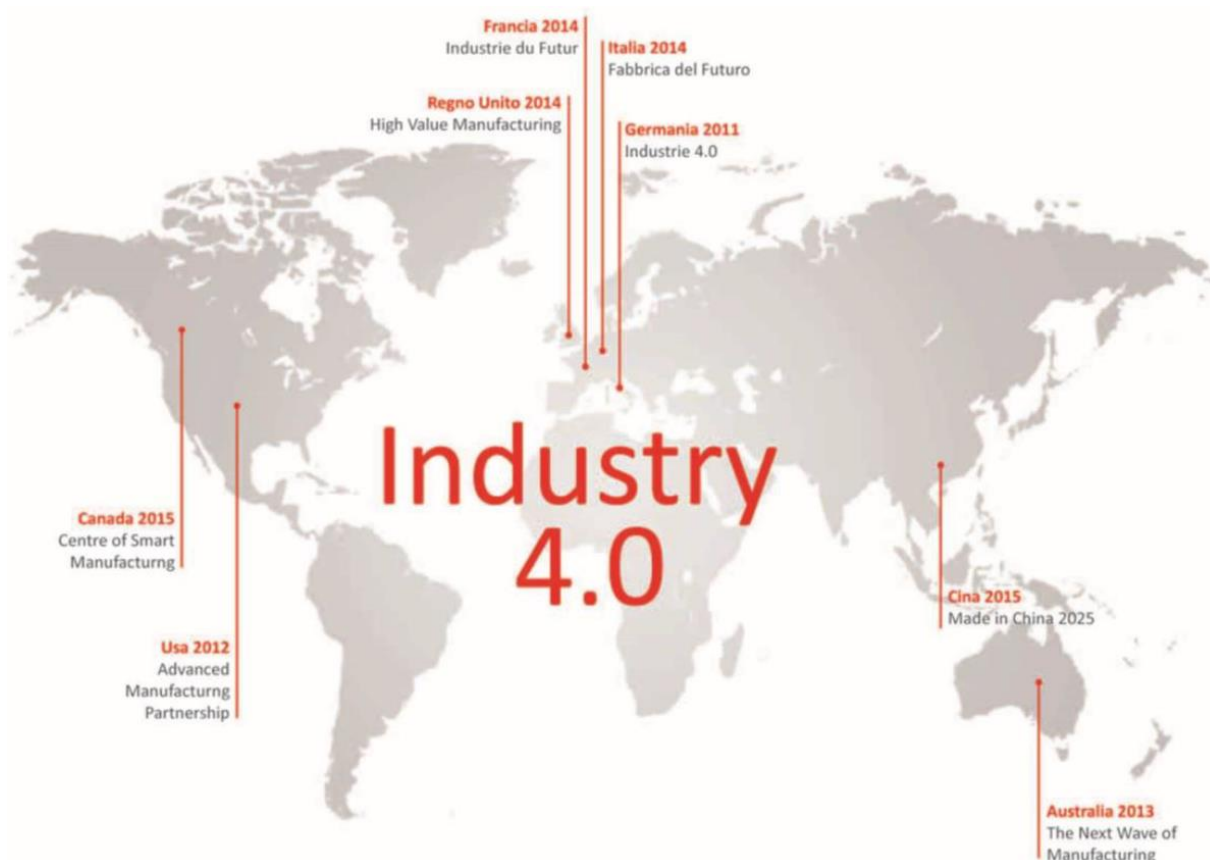 Francia 2014
Industrie du Futur
Italia 2014
Fabbrica del Futuro
Regno Unito 2014
High Value Manufacturing
Germania 2011
Industrie 4.0
Industry
4.0
Canada 2015
Centre of Smart
Manufacturng
Usa 2012
Advanced
Manufacturng
Partnership
Cina 2015
Made in China 2025
Australia 2013
The Next Wave of
Manufacturing